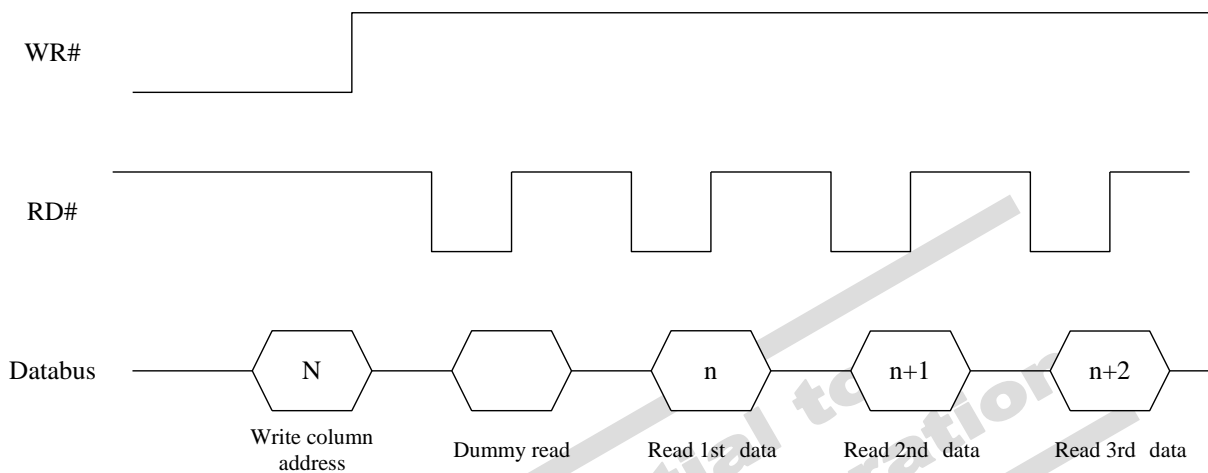 WR#
RD#
Databus
N
n
n+1
n+2
Write column
address
Dummy read
Read 1st data
Read 2nd data
Read 3rd data